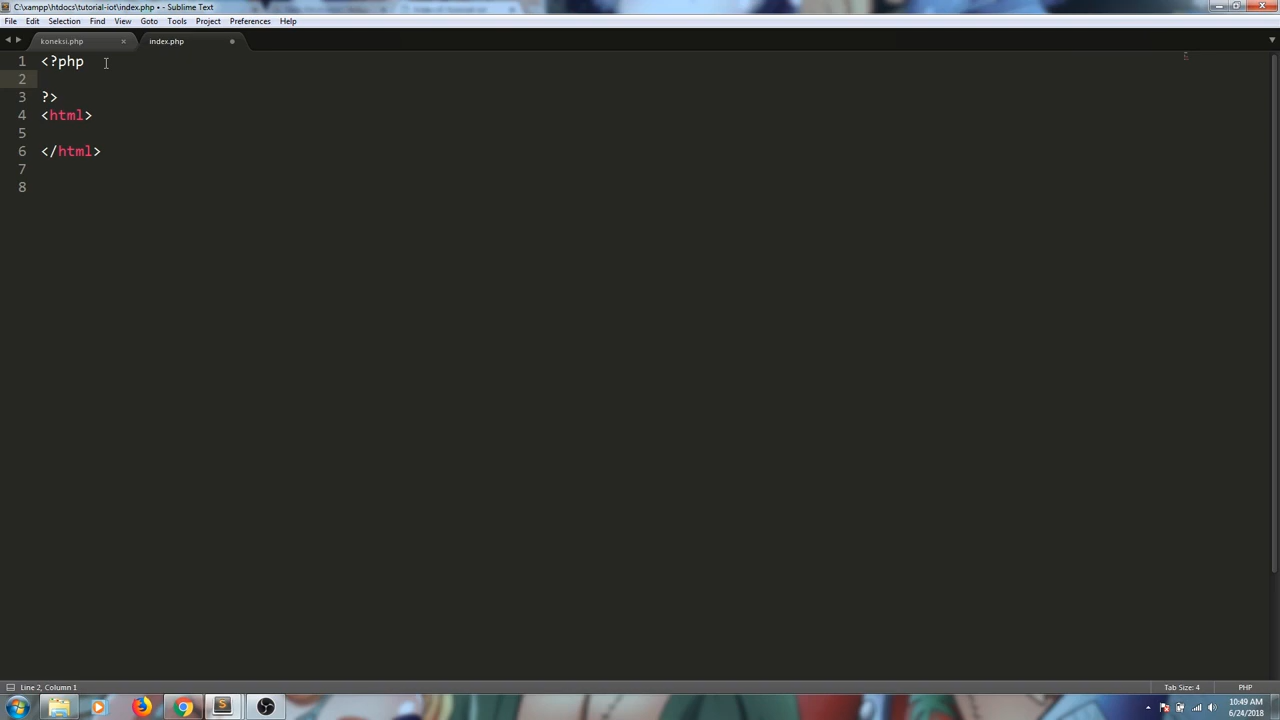 C:\xampp\htdocs\tutorial-iot\index.php • - Sublime Text
File Edit Selection Find View Goto Tools Project Preferences Help
koneksi.php × index.php
1 <?php
2
3 ?>
4 <html>
5
6 </html>
7
8
Line 2, Column 1 Tab Size: 4 PHP
10:49 AM
6/24/2018